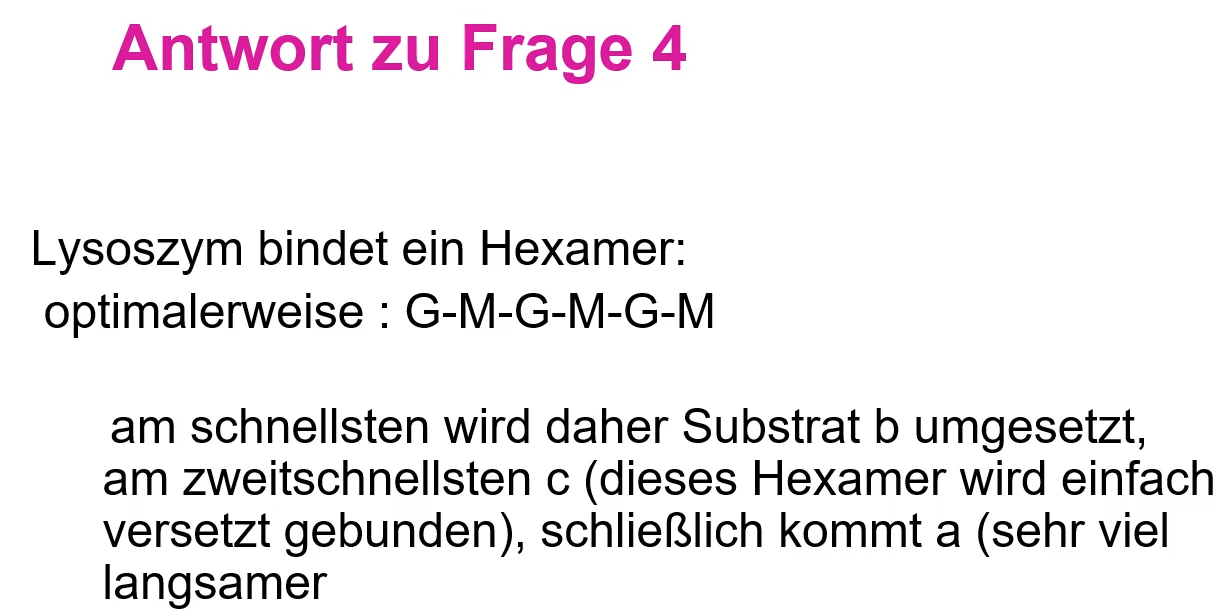 Antwort zu Frage 4
Lysoszym bindet ein Hexamer:
optimalerweise : G-M-G-M-G-M
am schnellsten wird daher Substrat b umgesetzt,
am zweitschnellsten c (dieses Hexamer wird einfach
versetzt gebunden), schließlich kommt a (sehr viel
langsamer